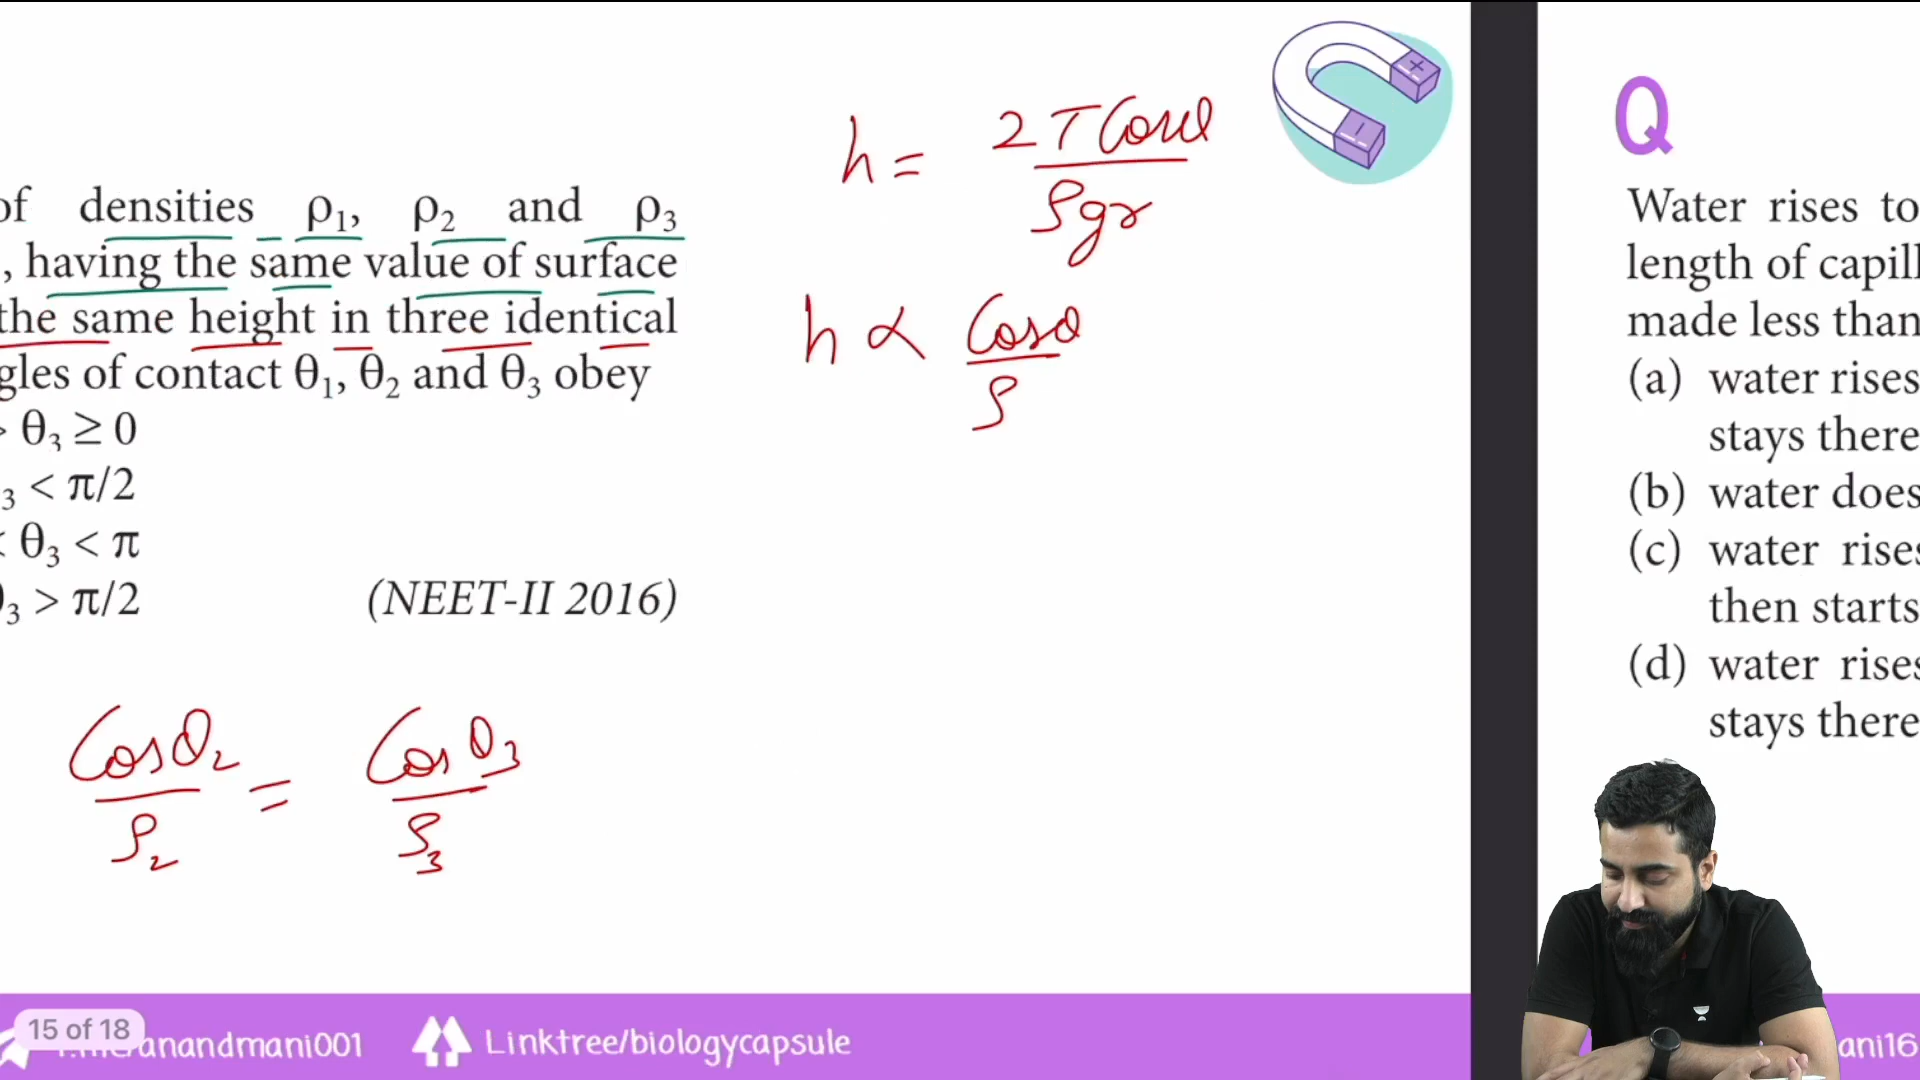 of densities ρ₁, ρ₂ and ρ₃
, having the same value of surface
the same height in three identical
gles of contact θ₁, θ₂ and θ₃ obey
> θ₃ ≥ 0
₃ < π/2
< θ₃ < π
θ₃ > π/2
(NEET-II 2016)
Cosθ₂/ρ₂ = Cosθ₃/ρ₃
h = 2TCosθ/ρgr
h ∝ Cosθ/ρ
+
-
Q
Water rises to
length of capill
made less than
(a) water rises
stays there
(b) water does
(c) water rises
then starts
(d) water rises
stays there
15 of 18
anandmani001
Linktree/biologycapsule
ani16